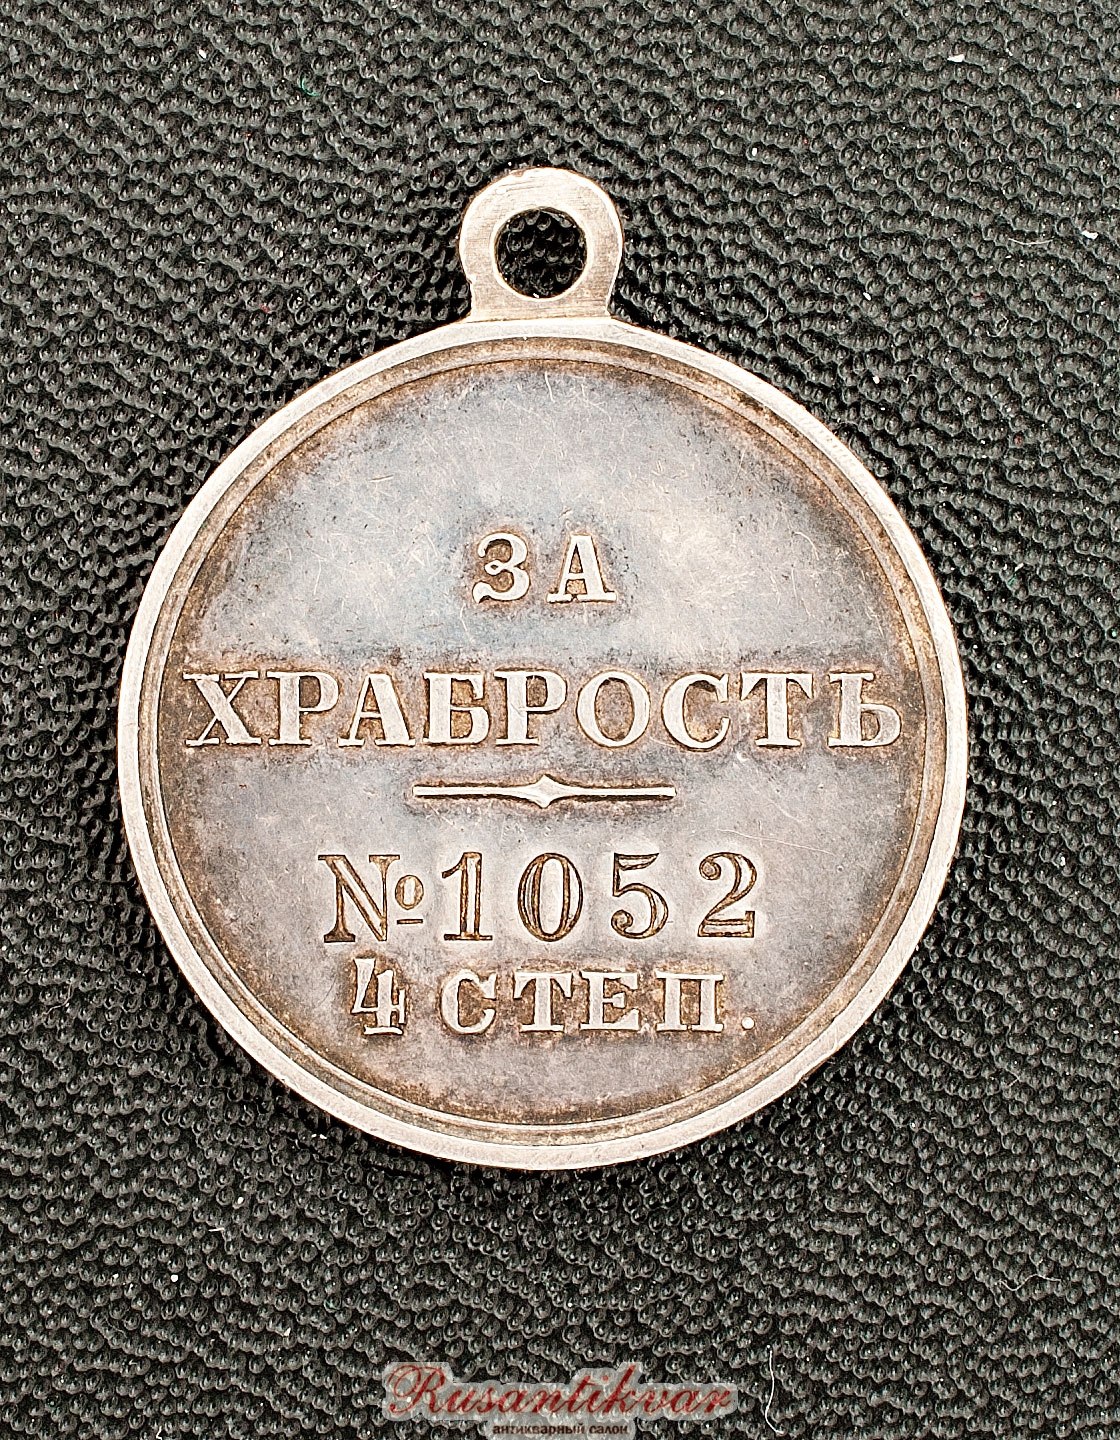 ЗА
ХРАБРОСТЬ
№1052
4 СТЕП.
Rusantikvar
антикварный салон